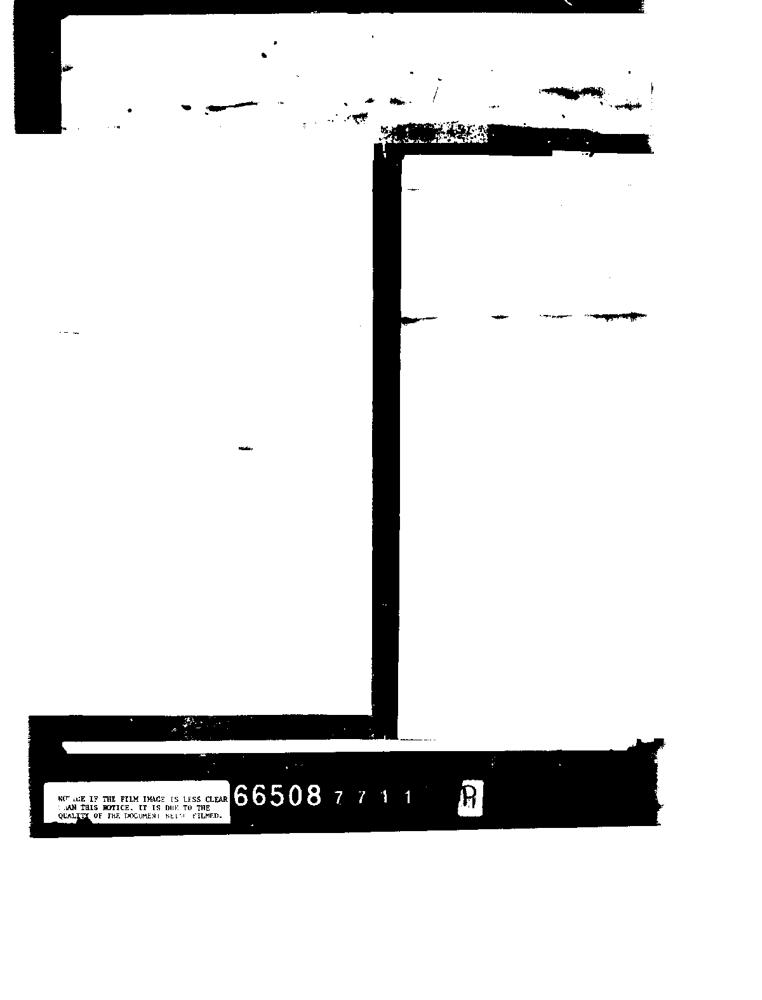 NOTICE IF THE FILM IMAGE IS LESS CLEAR
THAN THIS NOTICE. IT IS DUE TO THE
QUALITY OF THE DOCUMENT BEING FILMED.
66508 7 7 1 1
R